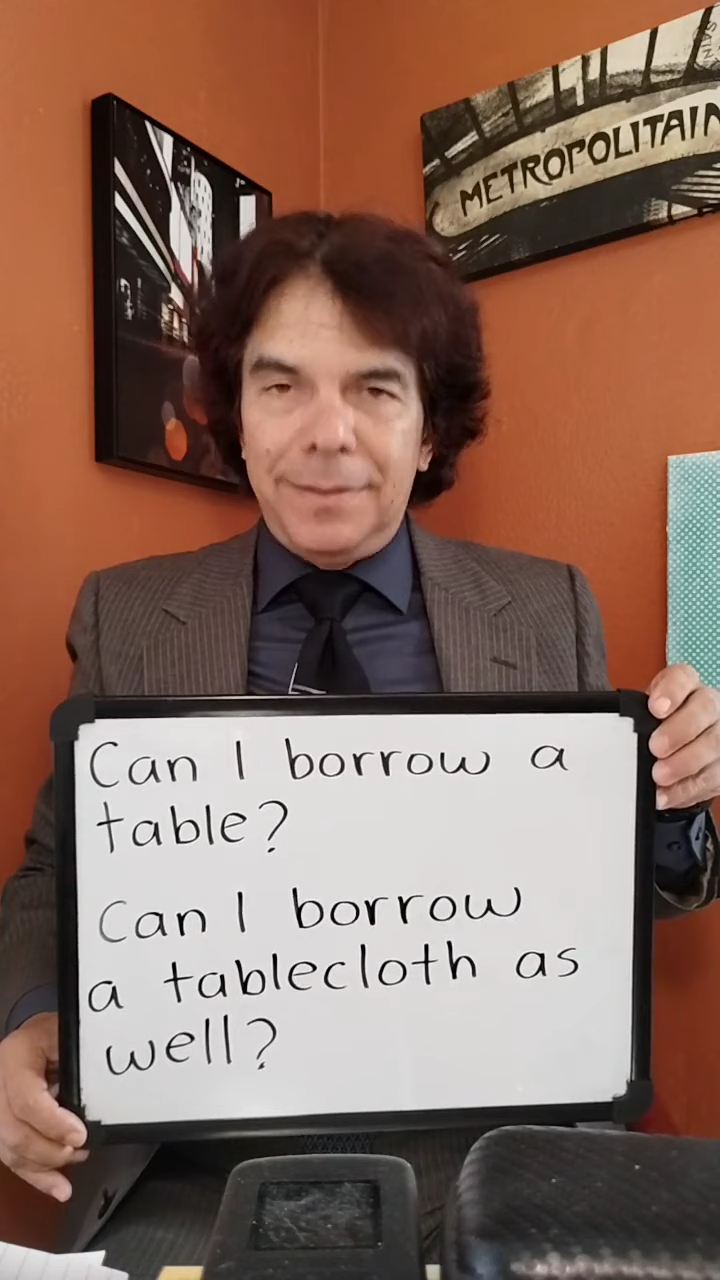 METROPOLITAIN
Can I borrow a
table?
Can I borrow
a tablecloth as
well?